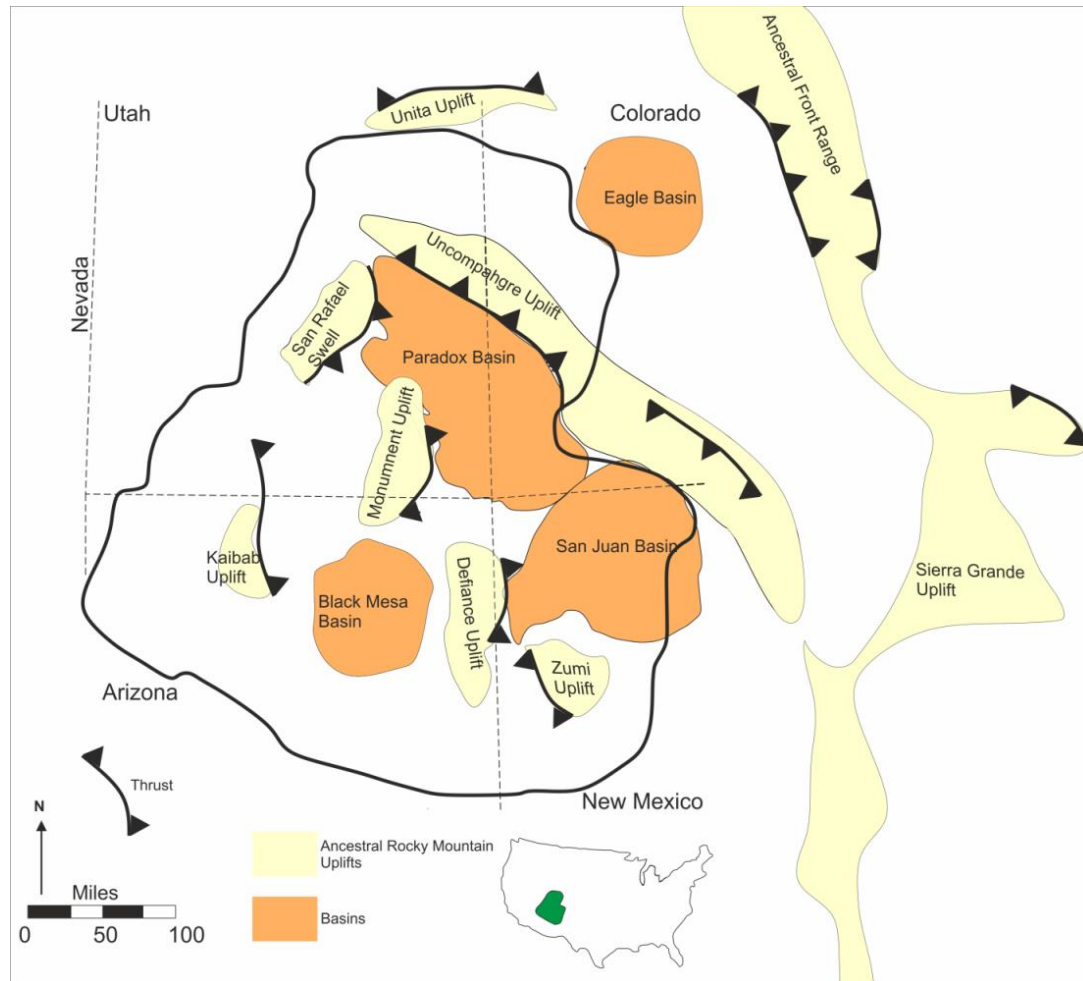 Utah
Unita Uplift
Colorado
Ancestral Front Range
Eagle Basin
Nevada
Uncompahgre Uplift
San Rafael
Swell
Paradox Basin
Monumnent Uplift
San Juan Basin
Kaibab
Uplift
Defiance Uplift
Sierra Grande
Uplift
Black Mesa
Basin
Zumi
Uplift
Arizona
Thrust
New Mexico
N
Ancestral Rocky Mountain
Uplifts
Miles
Basins
0 50 100